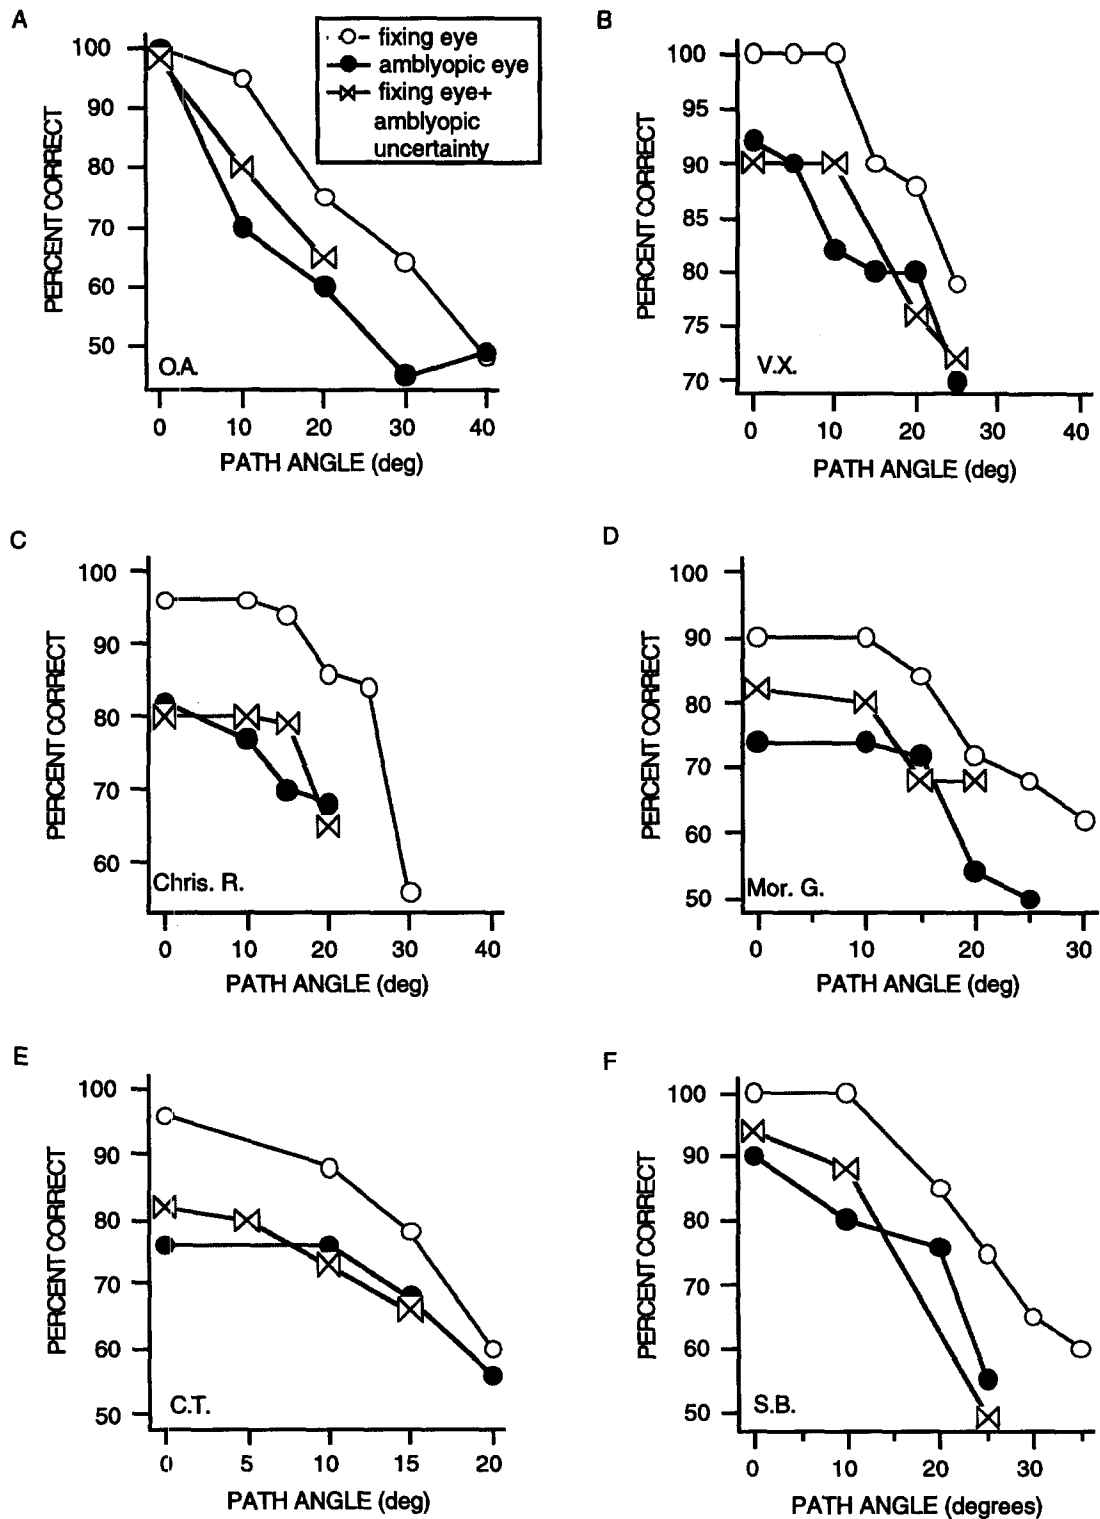 A
100
90
80
70
60
50
PERCENT CORRECT
fixing eye
amblyopic eye
fixing eye+
amblyopic
uncertainty
O.A.
0 10 20 30 40
PATH ANGLE (deg)
B
100
95
90
85
80
75
70
PERCENT CORRECT
V.X.
0 10 20 30 40
PATH ANGLE (deg)
C
100
90
80
70
60
PERCENT CORRECT
Chris. R.
0 10 20 30 40
PATH ANGLE (deg)
D
100
90
80
70
60
50
PERCENT CORRECT
Mor. G.
0 10 20 30
PATH ANGLE (deg)
E
100
90
80
70
60
50
PERCENT CORRECT
C.T.
0 5 10 15 20
PATH ANGLE (deg)
F
100
90
80
70
60
50
PERCENT CORRECT
S.B.
0 10 20 30
PATH ANGLE (degrees)